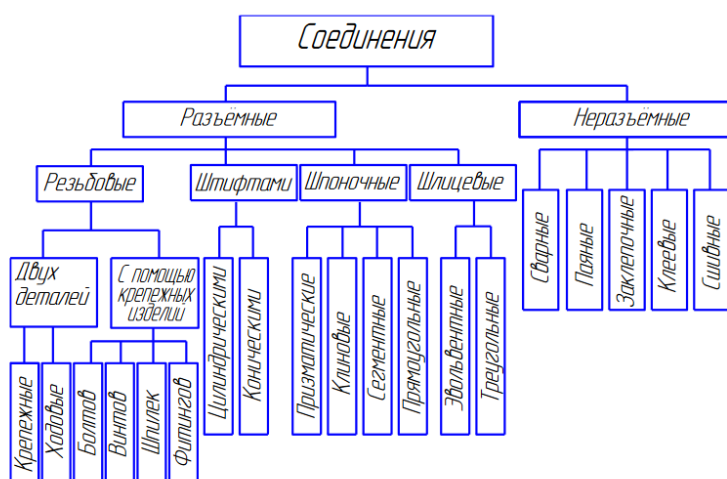 Соединения
Разъёмные
Неразъёмные
Резьбовые
Штифтами
Шпоночные
Шлицевые
Двух
деталей
С помощью
крепежных
изделий
Крепежные
Ходовые
Болтов
Винтов
Шпилек
Фитингов
Цилиндрическими
Коническими
Призматические
Клиновые
Сегментные
Прямоугольные
Эвольвентные
Треугольные
Сварные
Паяные
Заклепочные
Клеевые
Сшивные